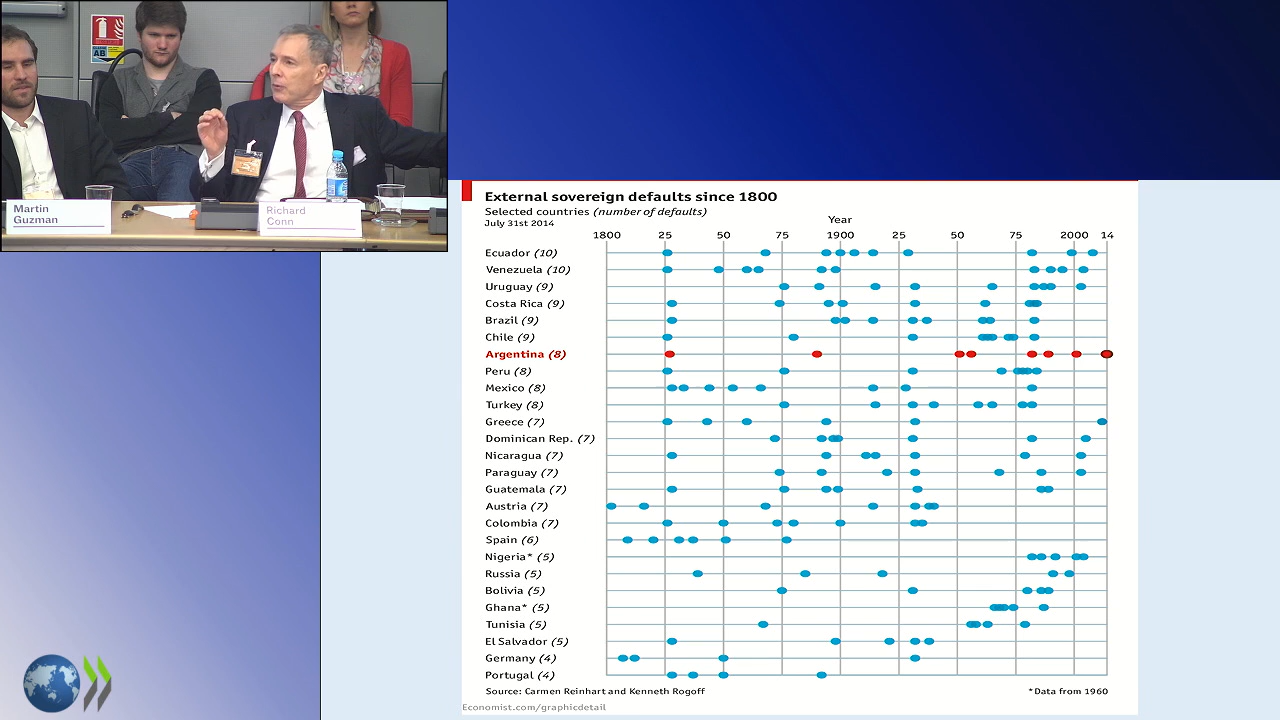 AB
Martin
Guzman
Richard
Conn
External sovereign defaults since 1800
Selected countries (number of defaults)
July 31st 2014
Year
1800 25 50 75 1900 25 50 75 2000 14
Ecuador (10)
Venezuela (10)
Uruguay (9)
Costa Rica (9)
Brazil (9)
Chile (9)
Argentina (8)
Peru (8)
Mexico (8)
Turkey (8)
Greece (7)
Dominican Rep. (7)
Nicaragua (7)
Paraguay (7)
Guatemala (7)
Austria (7)
Colombia (7)
Spain (6)
Nigeria* (5)
Russia (5)
Bolivia (5)
Ghana* (5)
Tunisia (5)
El Salvador (5)
Germany (4)
Portugal (4)
Source: Carmen Reinhart and Kenneth Rogoff
*Data from 1960
Economist.com/graphicdetail